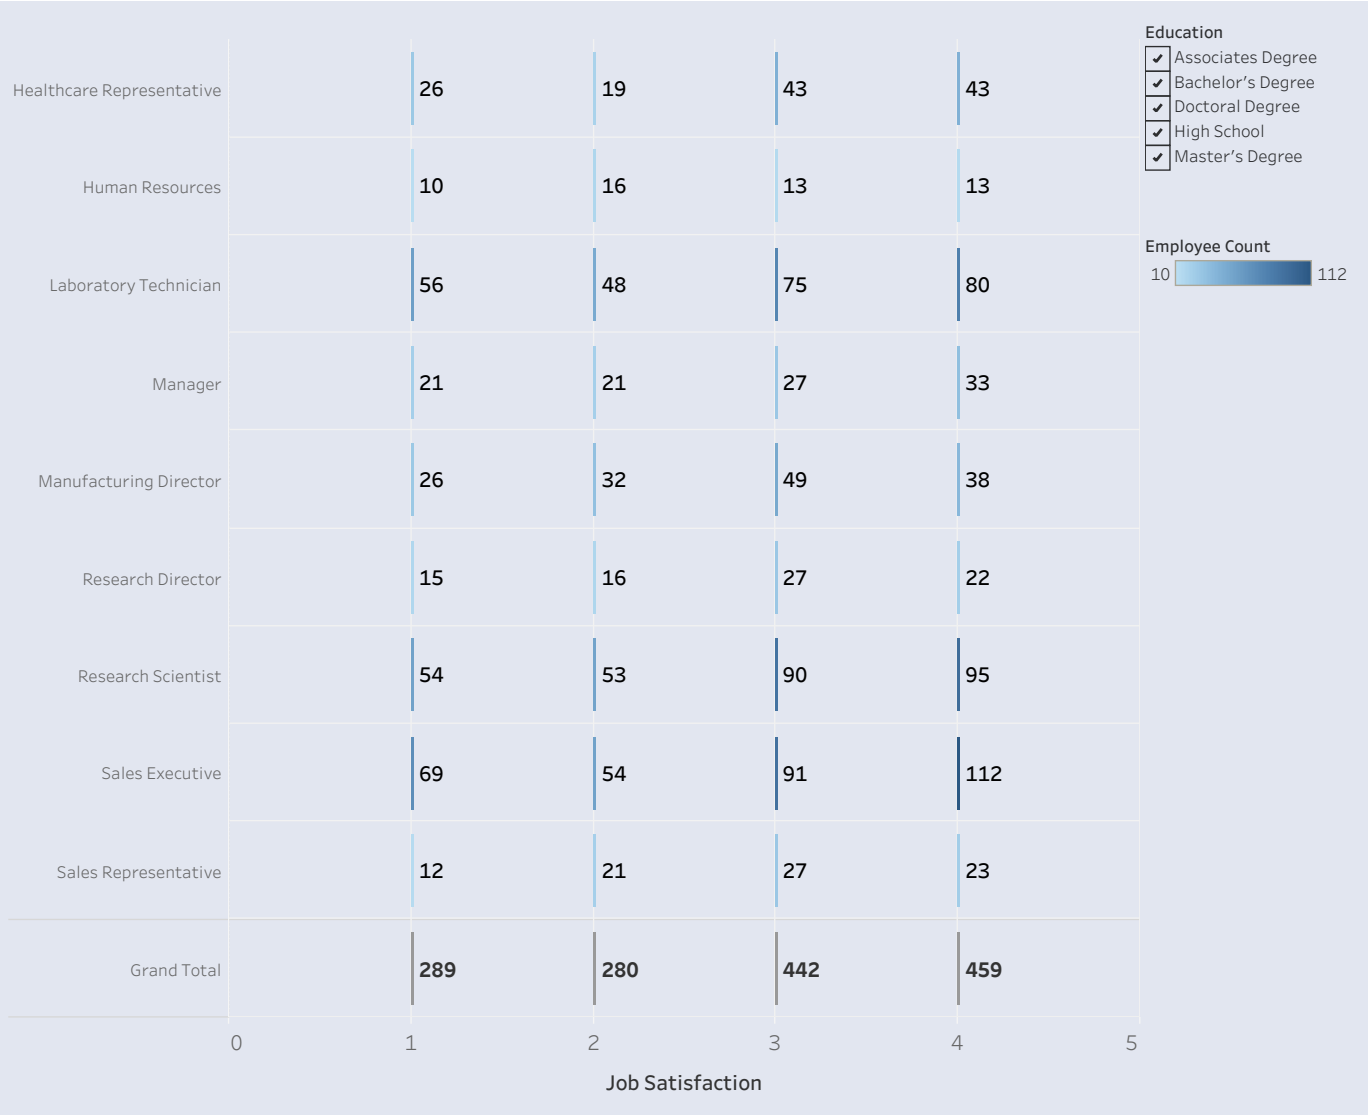 Education
Associates Degree
Bachelor's Degree
Doctoral Degree
High School
Master's Degree
Employee Count
10 112
Healthcare Representative 26 19 43 43
Human Resources 10 16 13 13
Laboratory Technician 56 48 75 80
Manager 21 21 27 33
Manufacturing Director 26 32 49 38
Research Director 15 16 27 22
Research Scientist 54 53 90 95
Sales Executive 69 54 91 112
Sales Representative 12 21 27 23
Grand Total 289 280 442 459
0 1 2 3 4 5
Job Satisfaction